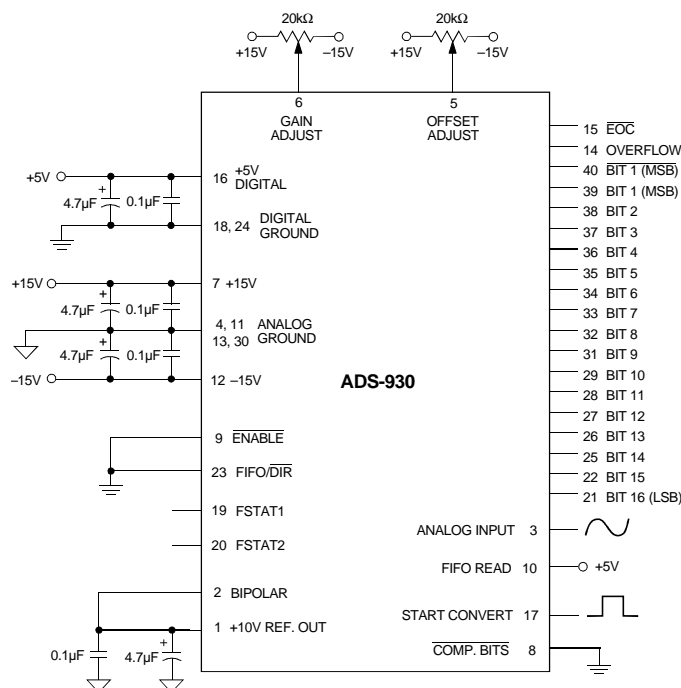 20kΩ
+15V
–15V
20kΩ
+15V
–15V
6
GAIN
ADJUST
5
OFFSET
ADJUST
+5V
+
4.7µF
0.1µF
16 +5V
DIGITAL
18, 24 DIGITAL
GROUND
+15V
+
4.7µF
0.1µF
7 +15V
4, 11 ANALOG
13, 30 GROUND
+
4.7µF
0.1µF
–15V
12 –15V
ADS-930
9 ENABLE
23 FIFO/DIR
19 FSTAT1
20 FSTAT2
2 BIPOLAR
1 +10V REF. OUT
0.1µF
+
4.7µF
15 EOC
14 OVERFLOW
40 BIT 1 (MSB)
39 BIT 1 (MSB)
38 BIT 2
37 BIT 3
36 BIT 4
35 BIT 5
34 BIT 6
33 BIT 7
32 BIT 8
31 BIT 9
29 BIT 10
28 BIT 11
27 BIT 12
26 BIT 13
25 BIT 14
22 BIT 15
21 BIT 16 (LSB)
ANALOG INPUT 3
FIFO READ 10
+5V
START CONVERT 17
COMP. BITS 8